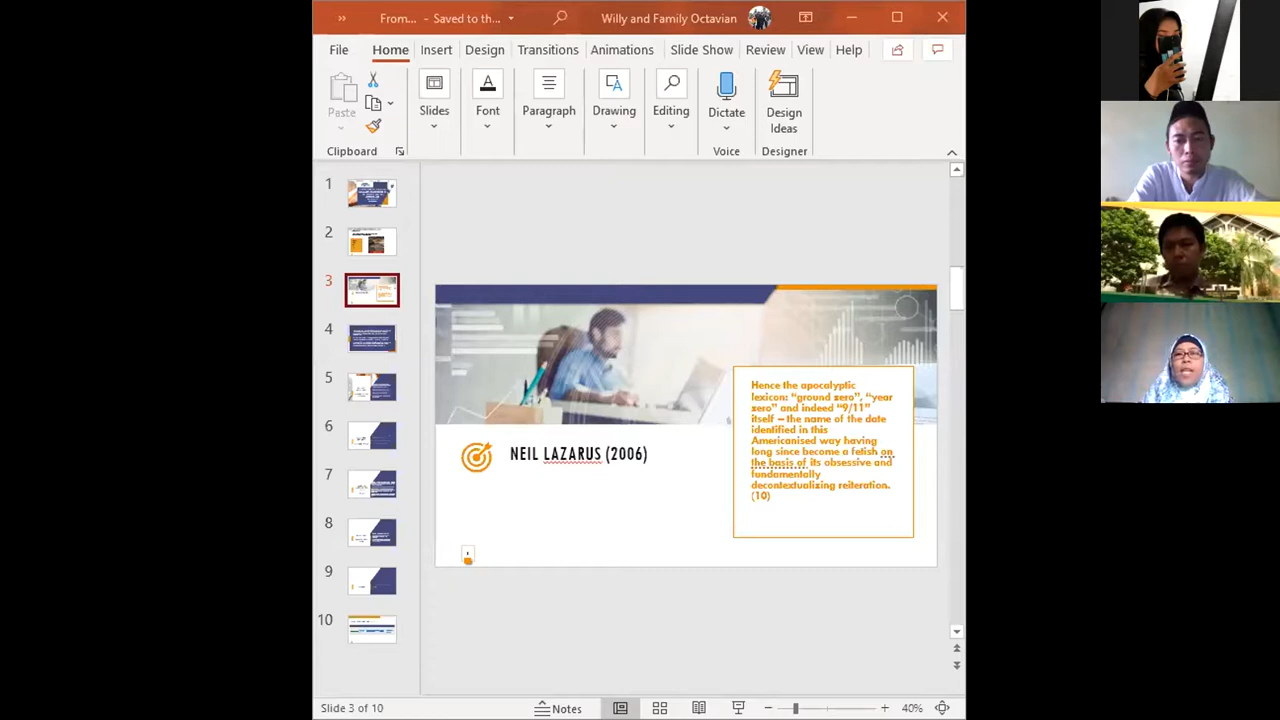 From... - Saved to th...
Willy and Family Octavian
File Home Insert Design Transitions Animations Slide Show Review View Help
Paste
Slides
Font
Paragraph
Drawing
Editing
Dictate
Design
Ideas
Clipboard
Voice
Designer
1
2
3
4
5
6
7
8
9
10
Hence the apocalyptic
lexicon: “ground zero”, “year
zero” and indeed “9/11”
itself – the name of the date
identified in this
Americanised way having
long since become a fetish on
the basis of its obsessive and
fundamentally
decontextualizing reiteration.
(10)
NEIL LAZARUS (2006)
Slide 3 of 10
Notes
40%